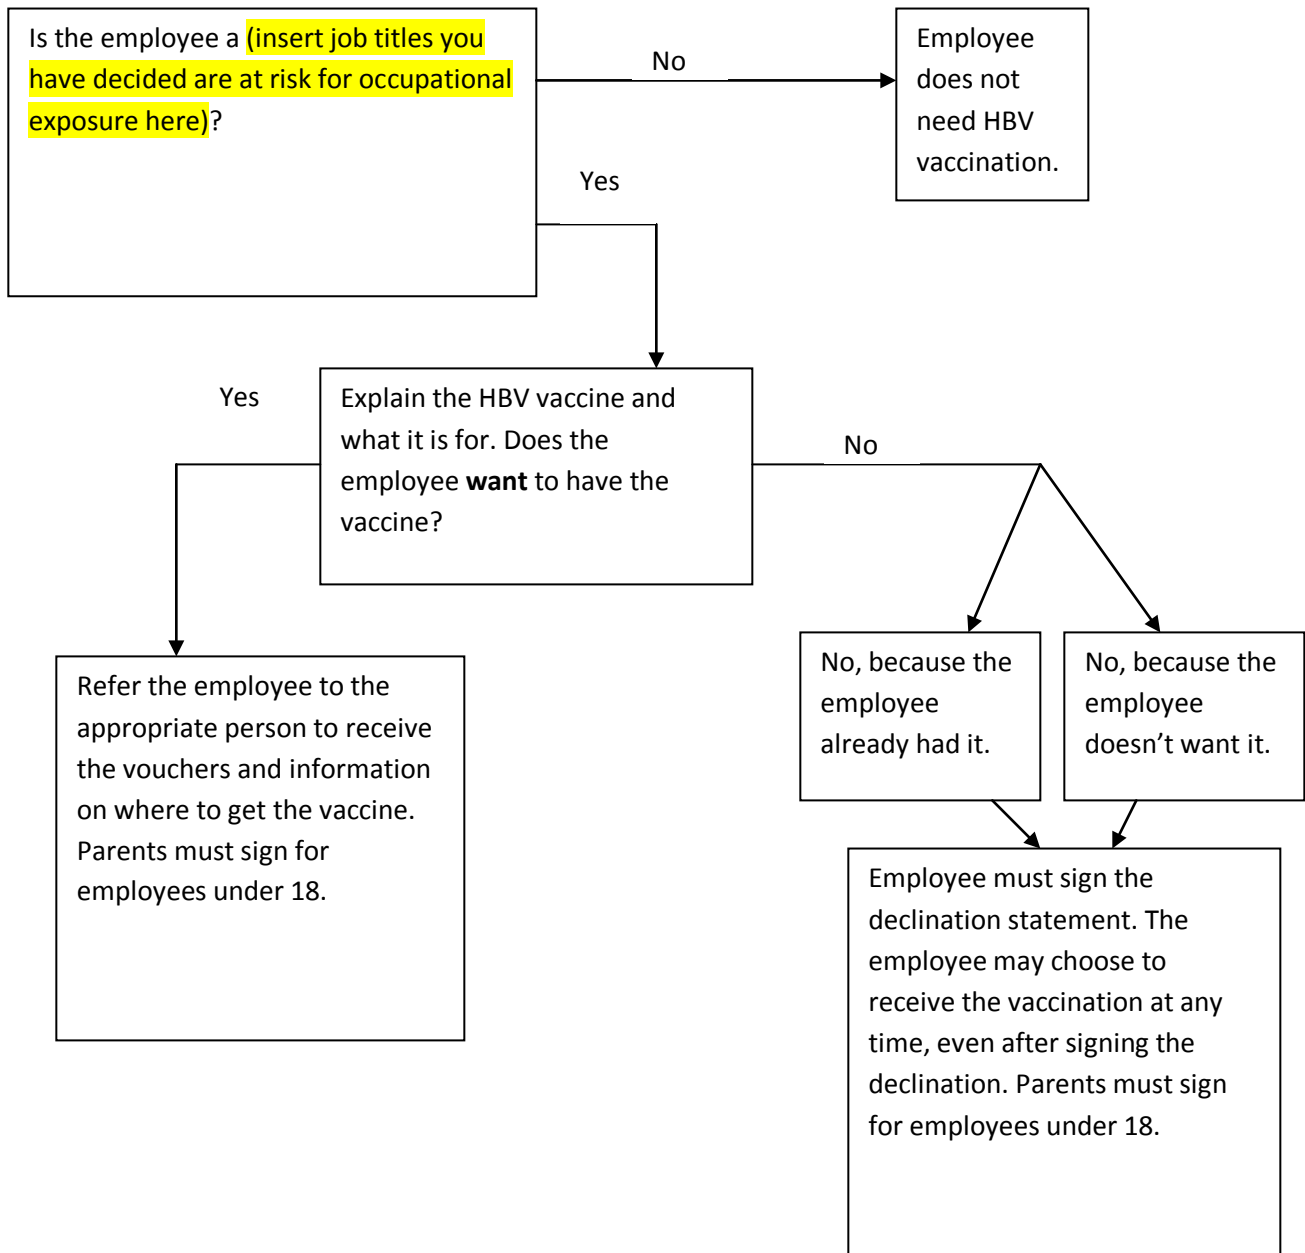 Is the employee a (insert job titles you
have decided are at risk for occupational
exposure here)?
No
Employee
does not
need HBV
vaccination.
Yes
Yes
Explain the HBV vaccine and
what it is for. Does the
employee want to have the
vaccine?
No
Refer the employee to the
appropriate person to receive
the vouchers and information
on where to get the vaccine.
Parents must sign for
employees under 18.
No, because the
employee
already had it.
No, because the
employee
doesn’t want it.
Employee must sign the
declination statement. The
employee may choose to
receive the vaccination at any
time, even after signing the
declination. Parents must sign
for employees under 18.